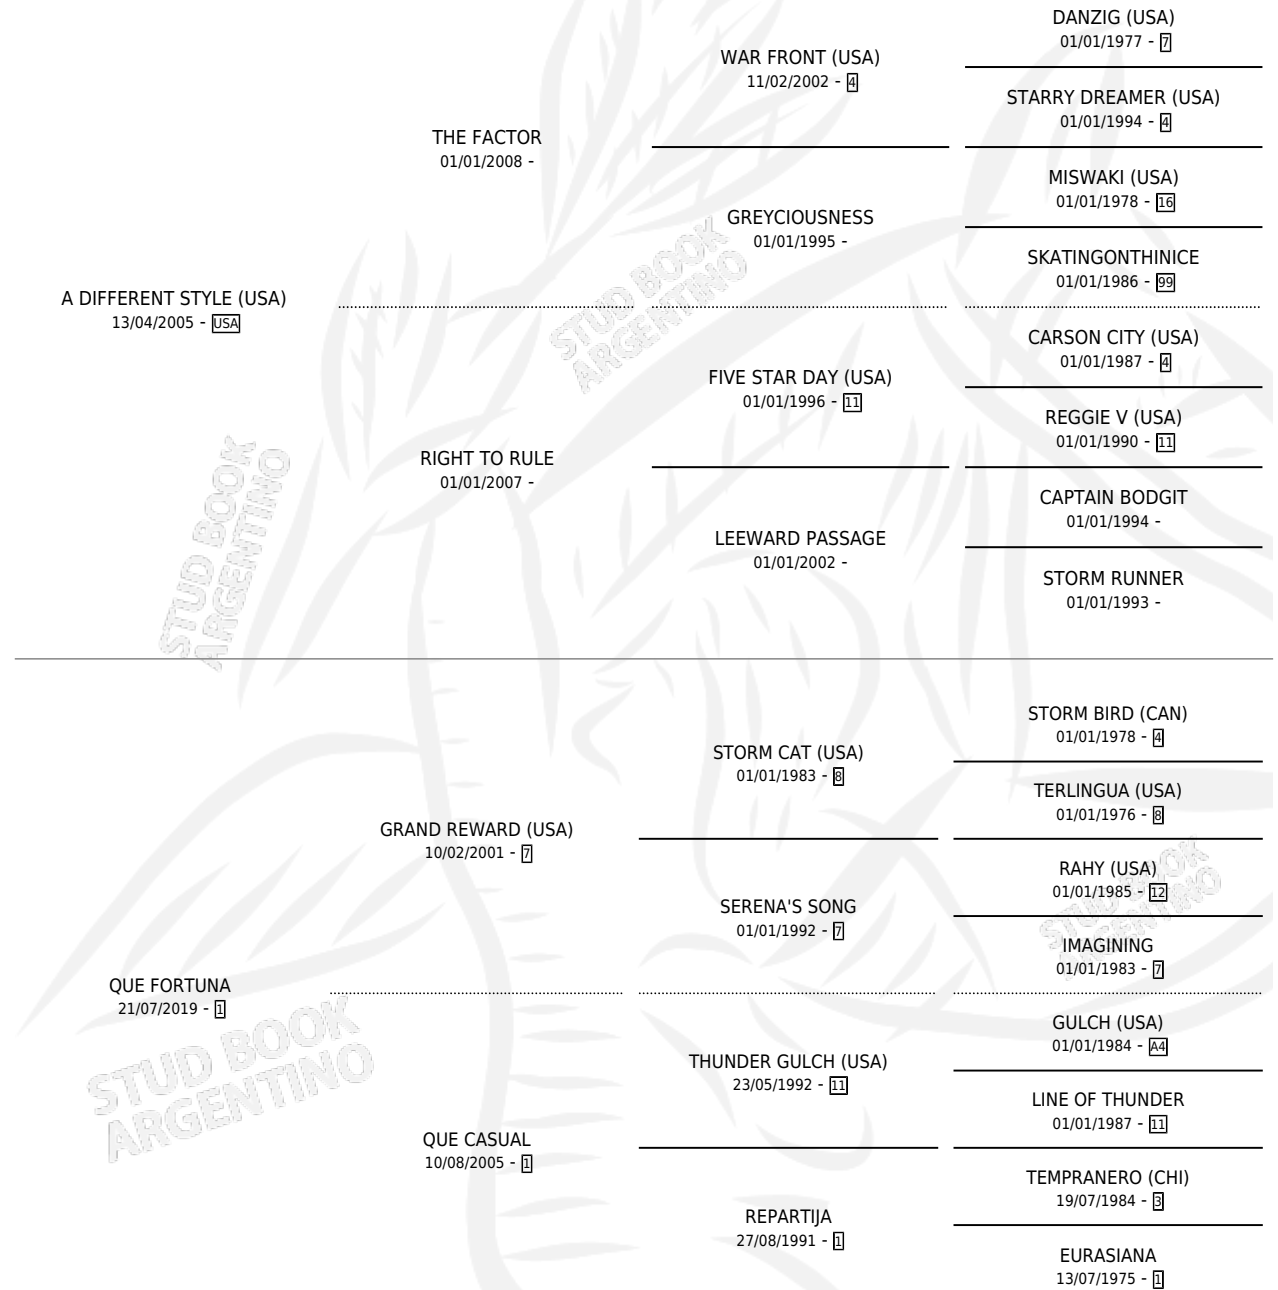 DANZIG (USA)
01/01/1977 - 7
WAR FRONT (USA)
11/02/2002 - 4
STARRY DREAMER (USA)
01/01/1994 - 4
THE FACTOR
01/01/2008 -
MISWAKI (USA)
01/01/1978 - 16
GREYCIOUSNESS
01/01/1995 -
SKATINGONTHINICE
01/01/1986 - 99
A DIFFERENT STYLE (USA)
13/04/2005 - USA
STUD BOOK
ARGENTINO
CARSON CITY (USA)
01/01/1987 - 4
FIVE STAR DAY (USA)
01/01/1996 - 11
REGGIE V (USA)
01/01/1990 - 11
RIGHT TO RULE
01/01/2007 -
CAPTAIN BODGIT
01/01/1994 -
LEEWARD PASSAGE
01/01/2002 -
STORM RUNNER
01/01/1993 -
STUD BOOK
ARGENTINO
STORM BIRD (CAN)
01/01/1978 - 4
STORM CAT (USA)
01/01/1983 - 8
TERLINGUA (USA)
01/01/1976 - 8
GRAND REWARD (USA)
10/02/2001 - 7
RAHY (USA)
01/01/1985 - 12
SERENA'S SONG
01/01/1992 - 7
IMAGINING
01/01/1983 - 7
STUD BOOK
ARGENTINO
QUE FORTUNA
21/07/2019 - 1
GULCH (USA)
01/01/1984 - A4
THUNDER GULCH (USA)
23/05/1992 - 11
LINE OF THUNDER
01/01/1987 - 11
STUD BOOK
ARGENTINO
QUE CASUAL
10/08/2005 - 1
TEMPRANERO (CHI)
19/07/1984 - 3
REPARTIJA
27/08/1991 - 1
EURASIANA
13/07/1975 - 1